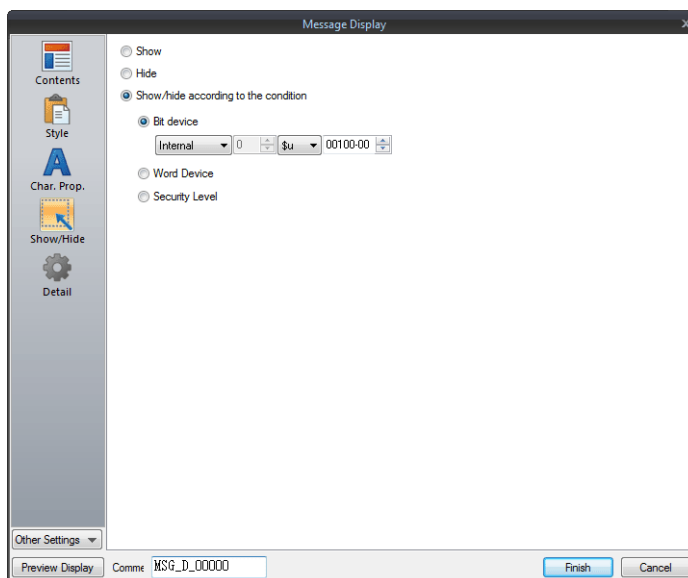 Message Display
Contents
Style
A
Char. Prop.
Show/Hide
Detail
Other Settings
Preview Display
Show
Hide
Show/hide according to the condition
Bit device
Internal 0 $u 00100-00
Word Device
Security Level
Comme MSG_D_00000
Finish Cancel